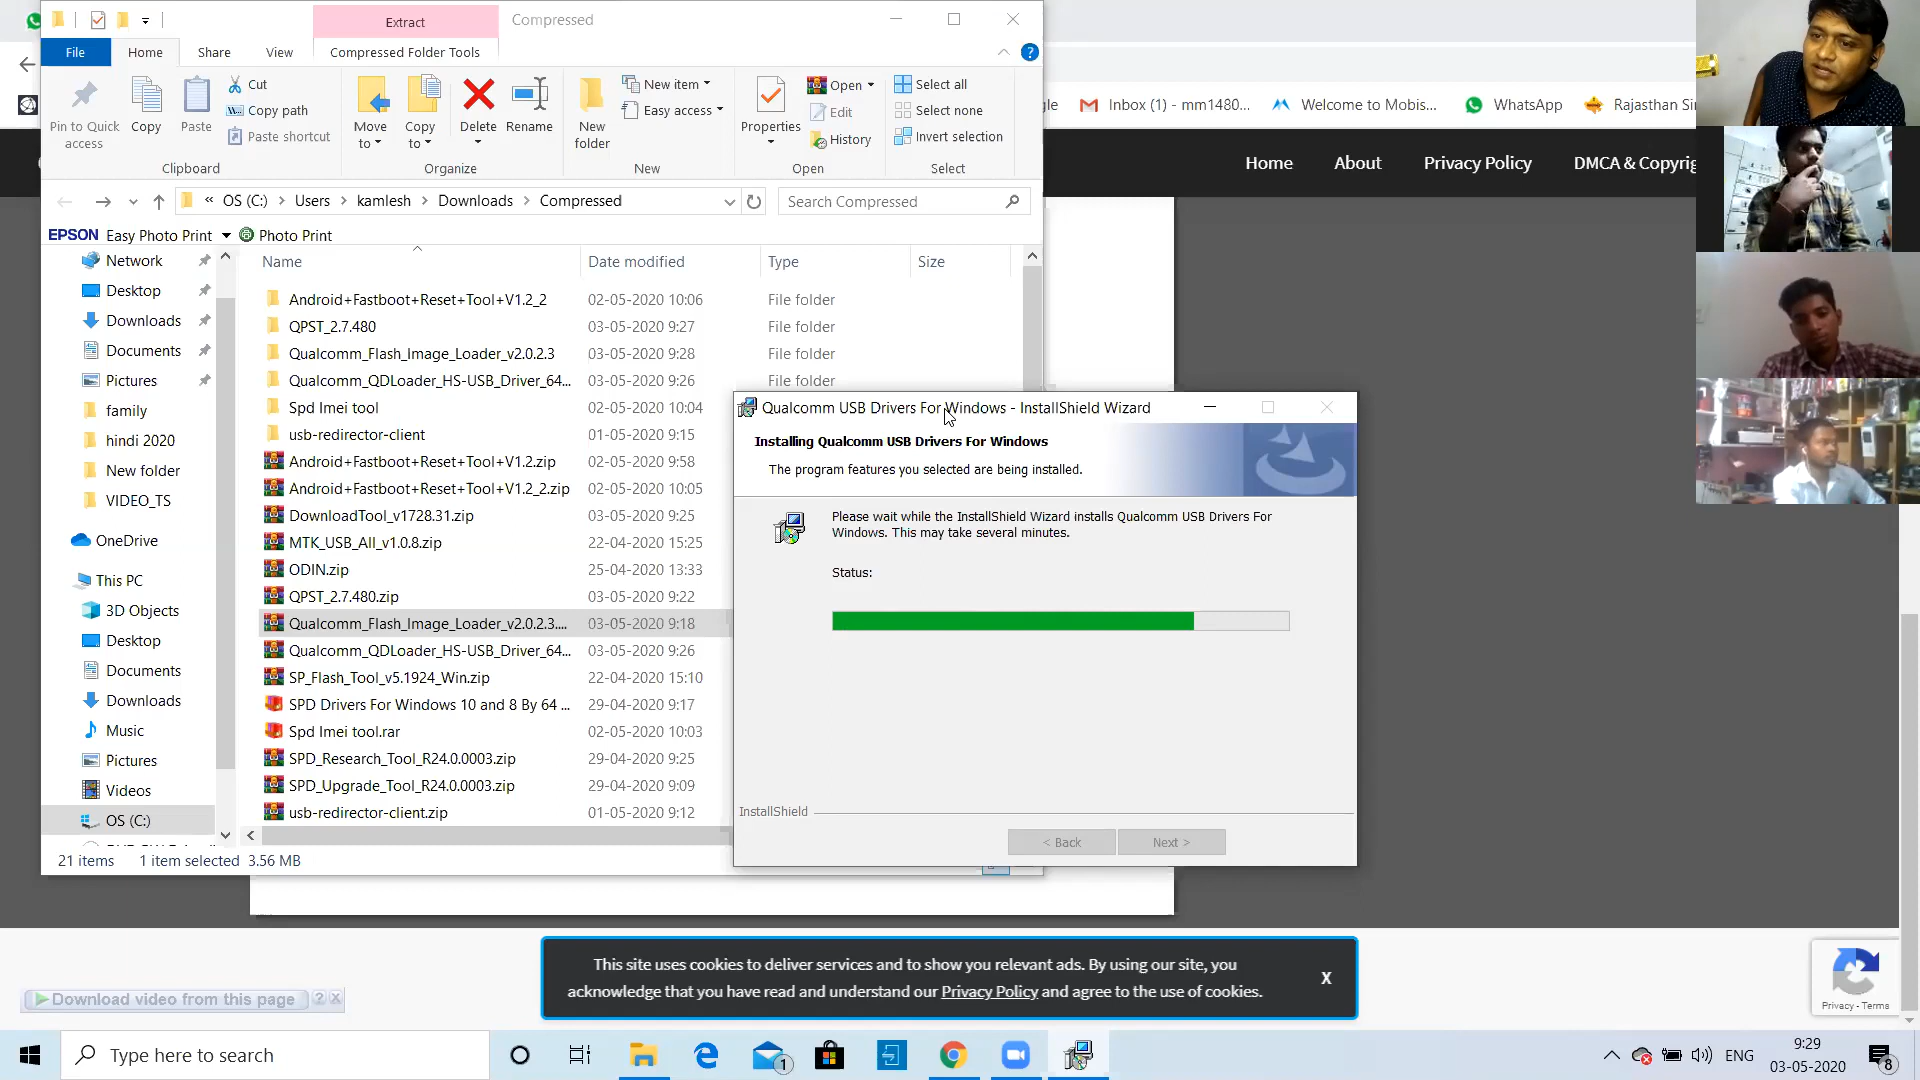 Extract
Compressed
File
Home
Share
View
Compressed Folder Tools
Pin to Quick access
Copy
Paste
Cut
Copy path
Paste shortcut
Clipboard
Move to
Copy to
Delete
Rename
Organize
New folder
New item
Easy access
New
Properties
Open
Edit
History
Open
Select all
Select none
Invert selection
Select
Inbox (1) - mm1480...
Welcome to Mobis...
WhatsApp
Rajasthan Sin
Home
About
Privacy Policy
DMCA & Copyrig
« OS (C:) > Users > kamlesh > Downloads > Compressed
Search Compressed
EPSON Easy Photo Print
Photo Print
Network
Desktop
Downloads
Documents
Pictures
family
hindi 2020
New folder
VIDEO_TS
OneDrive
This PC
3D Objects
Desktop
Documents
Downloads
Music
Pictures
Videos
OS (C:)
Name Date modified Type Size
Android+Fastboot+Reset+Tool+V1.2_2 02-05-2020 10:06 File folder
QPST_2.7.480 03-05-2020 9:27 File folder
Qualcomm_Flash_Image_Loader_v2.0.2.3 03-05-2020 9:28 File folder
Qualcomm_QDLoader_HS-USB_Driver_64... 03-05-2020 9:26 File folder
Spd Imei tool 02-05-2020 10:04
usb-redirector-client 01-05-2020 9:15
Android+Fastboot+Reset+Tool+V1.2.zip 02-05-2020 9:58
Android+Fastboot+Reset+Tool+V1.2_2.zip 02-05-2020 10:05
DownloadTool_v1728.31.zip 03-05-2020 9:25
MTK_USB_All_v1.0.8.zip 22-04-2020 15:25
ODIN.zip 25-04-2020 13:33
QPST_2.7.480.zip 03-05-2020 9:22
Qualcomm_Flash_Image_Loader_v2.0.2.3.... 03-05-2020 9:18
Qualcomm_QDLoader_HS-USB_Driver_64... 03-05-2020 9:26
SP_Flash_Tool_v5.1924_Win.zip 22-04-2020 15:10
SPD Drivers For Windows 10 and 8 By 64 ... 29-04-2020 9:17
Spd Imei tool.rar 02-05-2020 10:03
SPD_Research_Tool_R24.0.0003.zip 29-04-2020 9:25
SPD_Upgrade_Tool_R24.0.0003.zip 29-04-2020 9:09
usb-redirector-client.zip 01-05-2020 9:12
21 items 1 item selected 3.56 MB
Qualcomm USB Drivers For Windows - InstallShield Wizard
Installing Qualcomm USB Drivers For Windows
The program features you selected are being installed.
Please wait while the InstallShield Wizard installs Qualcomm USB Drivers For
Windows. This may take several minutes.
Status:
InstallShield
< Back
Next >
This site uses cookies to deliver services and to show you relevant ads. By using our site, you
acknowledge that you have read and understand our Privacy Policy and agree to the use of cookies.
X
Download video from this page ? X
Privacy - Terms
Type here to search
1
ENG
9:29
03-05-2020
8